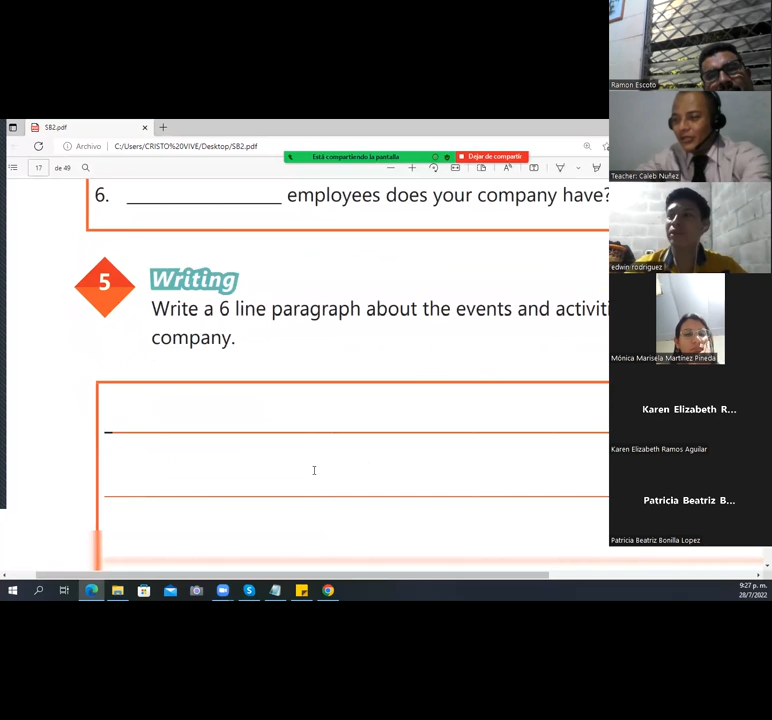 Ramon Escoto
SB2.pdf
Archivo
C:/Users/CRISTO%20VIVE/Desktop/SB2.pdf
Está compartiendo la pantalla
Dejar de compartir
Teacher: Caleb Nuñez
17
de 49
6. ________________ employees does your company have?
5
Writing
Write a 6 line paragraph about the events and activiti
company.
edwin rodriguez
Mónica Marisela Martinez Pineda
Karen Elizabeth R...
Karen Elizabeth Ramos Aguilar
Patricia Beatriz B...
Patricia Beatriz Bonilla Lopez
9:27 p. m.
28/7/2022